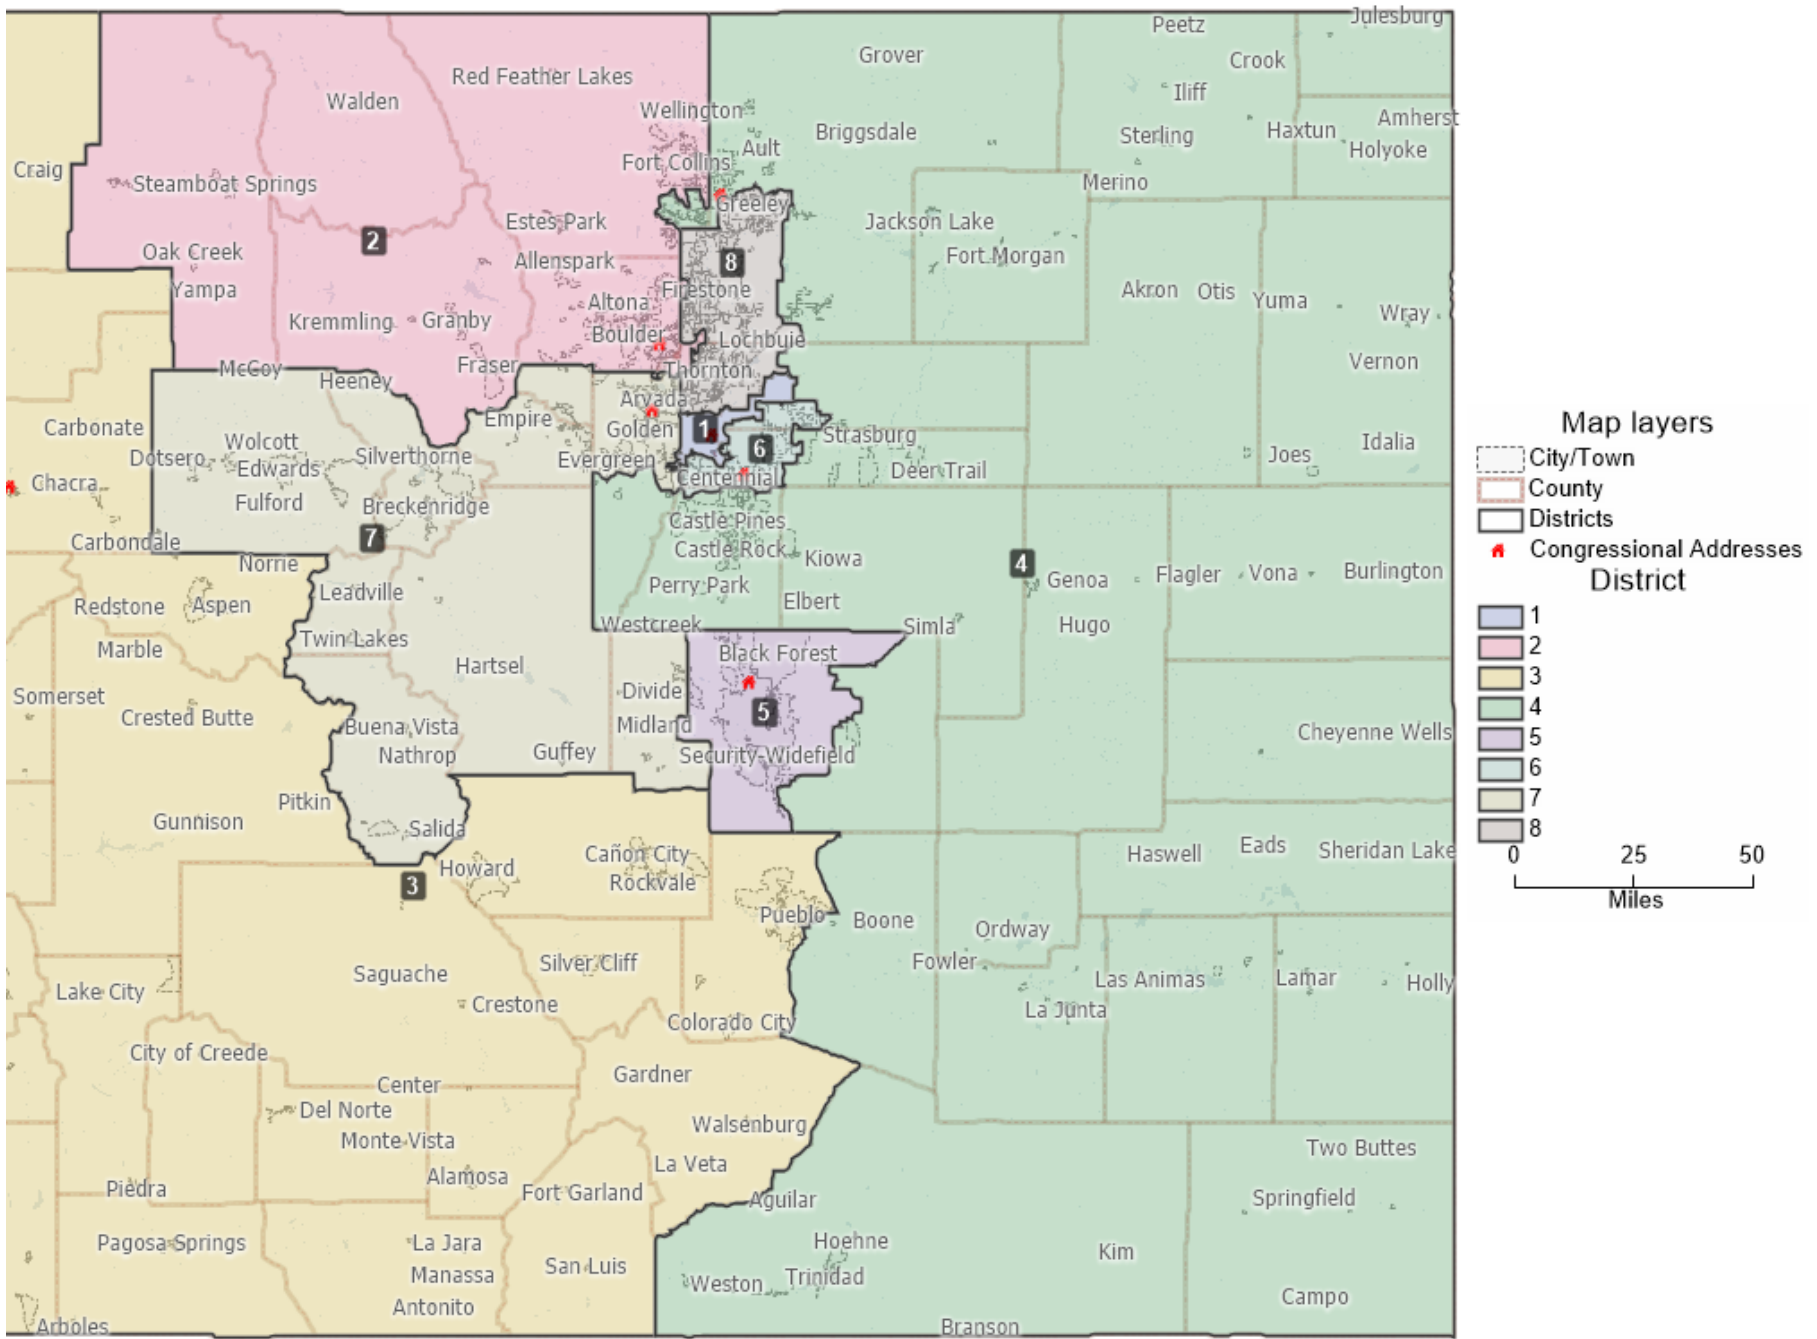 Julesburg
Peetz
Grover
Crook
Red Feather Lakes
Iliff
Walden
Wellington
Amherst
Briggsdale
Sterling
Haxtun
Holyoke
Ault
Fort Collins
Craig
Steamboat Springs
Merino
Greeley
Estes Park
Jackson Lake
2
Oak Creek
Allenspark
8
Fort Morgan
Yampa
Firestone
Akron
Otis
Yuma
Altona
Wray
Kremmling
Granby
Boulder
Lochbuie
Vernon
McCoy
Heeney
Fraser
Thornton
Arvada
Empire
Carbonate
Golden
1
Strasburg
Idalia
Wolcott
6
Dotsero
Edwards
Silverthorne
Evergreen
Joes
Deer Trail
Chacra
Centennial
Fulford
Breckenridge
Castle Pines
7
Carbondale
Castle Rock
Kiowa
Norrie
4
Perry Park
Genoa
Flagler
Vona
Burlington
Leadville
Redstone
Aspen
Elbert
Westcreek
Simla
Hugo
Twin Lakes
Marble
Black Forest
Hartsel
Somerset
Divide
Crested Butte
5
Buena Vista
Midland
Cheyenne Wells
Nathrop
Guffey
Security-Widefield
Pitkin
Gunnison
Salida
Howard
Cañon City
Haswell
Eads
Sheridan Lake
3
Rockvale
Pueblo
Boone
Ordway
Silver Cliff
Fowler
Saguache
Las Animas
Lamar
Holly
Lake City
Crestone
La Junta
Colorado City
City of Creede
Gardner
Center
Del Norte
Walsenburg
Monte Vista
Two Buttes
La Veta
Alamosa
Piedra
Fort Garland
Aguilar
Springfield
Pagosa Springs
La Jara
Hoehne
Kim
San Luis
Manassa
Weston
Trinidad
Campo
Antonito
Arboles
Branson
Map layers
City/Town
County
Districts
Congressional Addresses
District
1
2
3
4
5
6
7
8
0 25 50
Miles